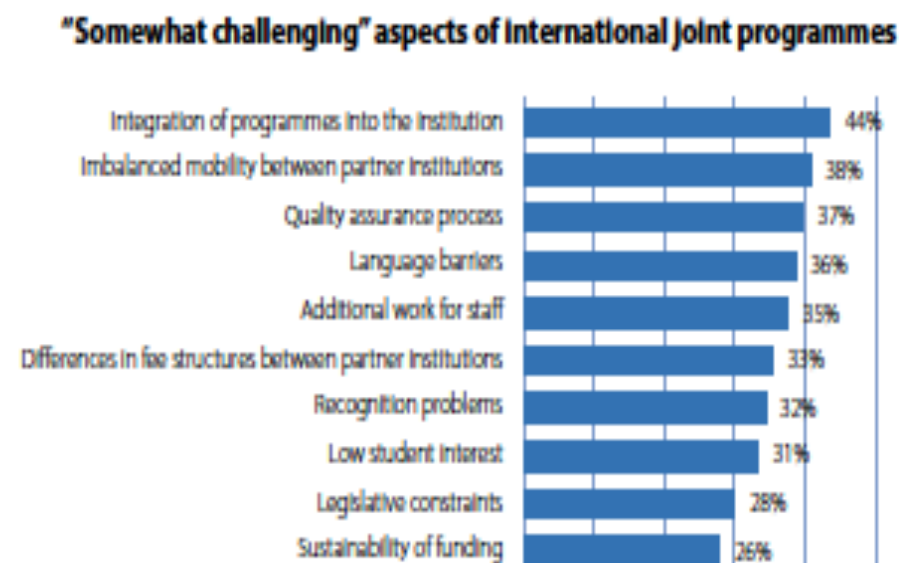 "Somewhat challenging" aspects of international joint programmes
Integration of programmes into the institution 44%
Imbalanced mobility between partner institutions 38%
Quality assurance process 37%
Language barriers 36%
Additional work for staff 35%
Differences in fee structures between partner institutions 33%
Recognition problems 32%
Low student interest 31%
Legislative constraints 28%
Sustainability of funding 26%